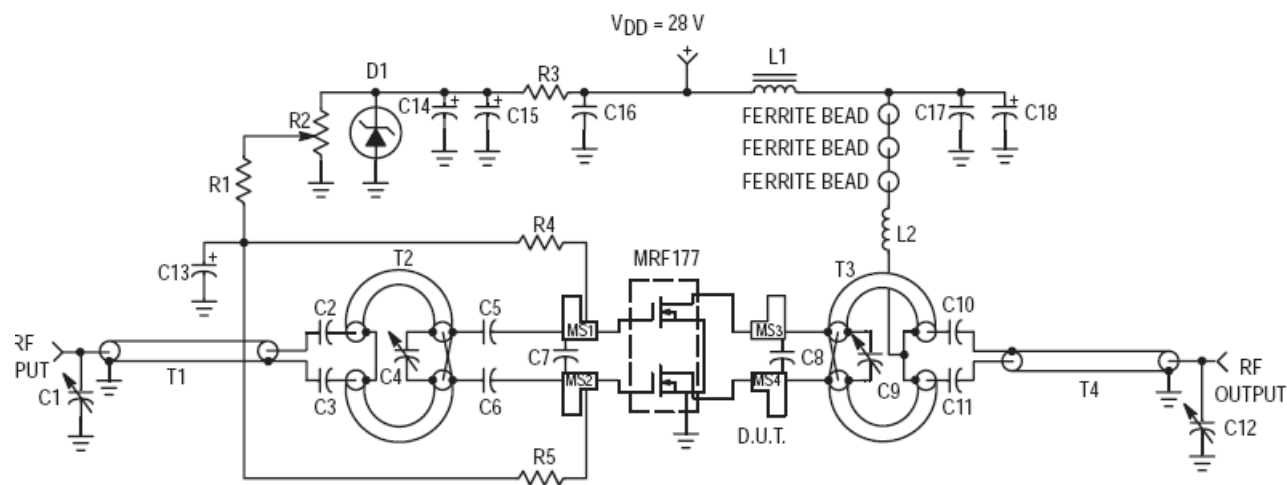 V_DD = 28 V
+
L1
D1
R3
R2
C14 +
C15 +
C16
C17
C18 +
FERRITE BEAD
FERRITE BEAD
FERRITE BEAD
R1
L2
R4
MRF177
C13 +
T2
T3
C2
C5
C10
MS1
MS3
RF
PUT
T1
C4
C7
C8
C9
T4
RF
OUTPUT
C1
C3
C6
MS2
MS4
C11
C12
D.U.T.
R5